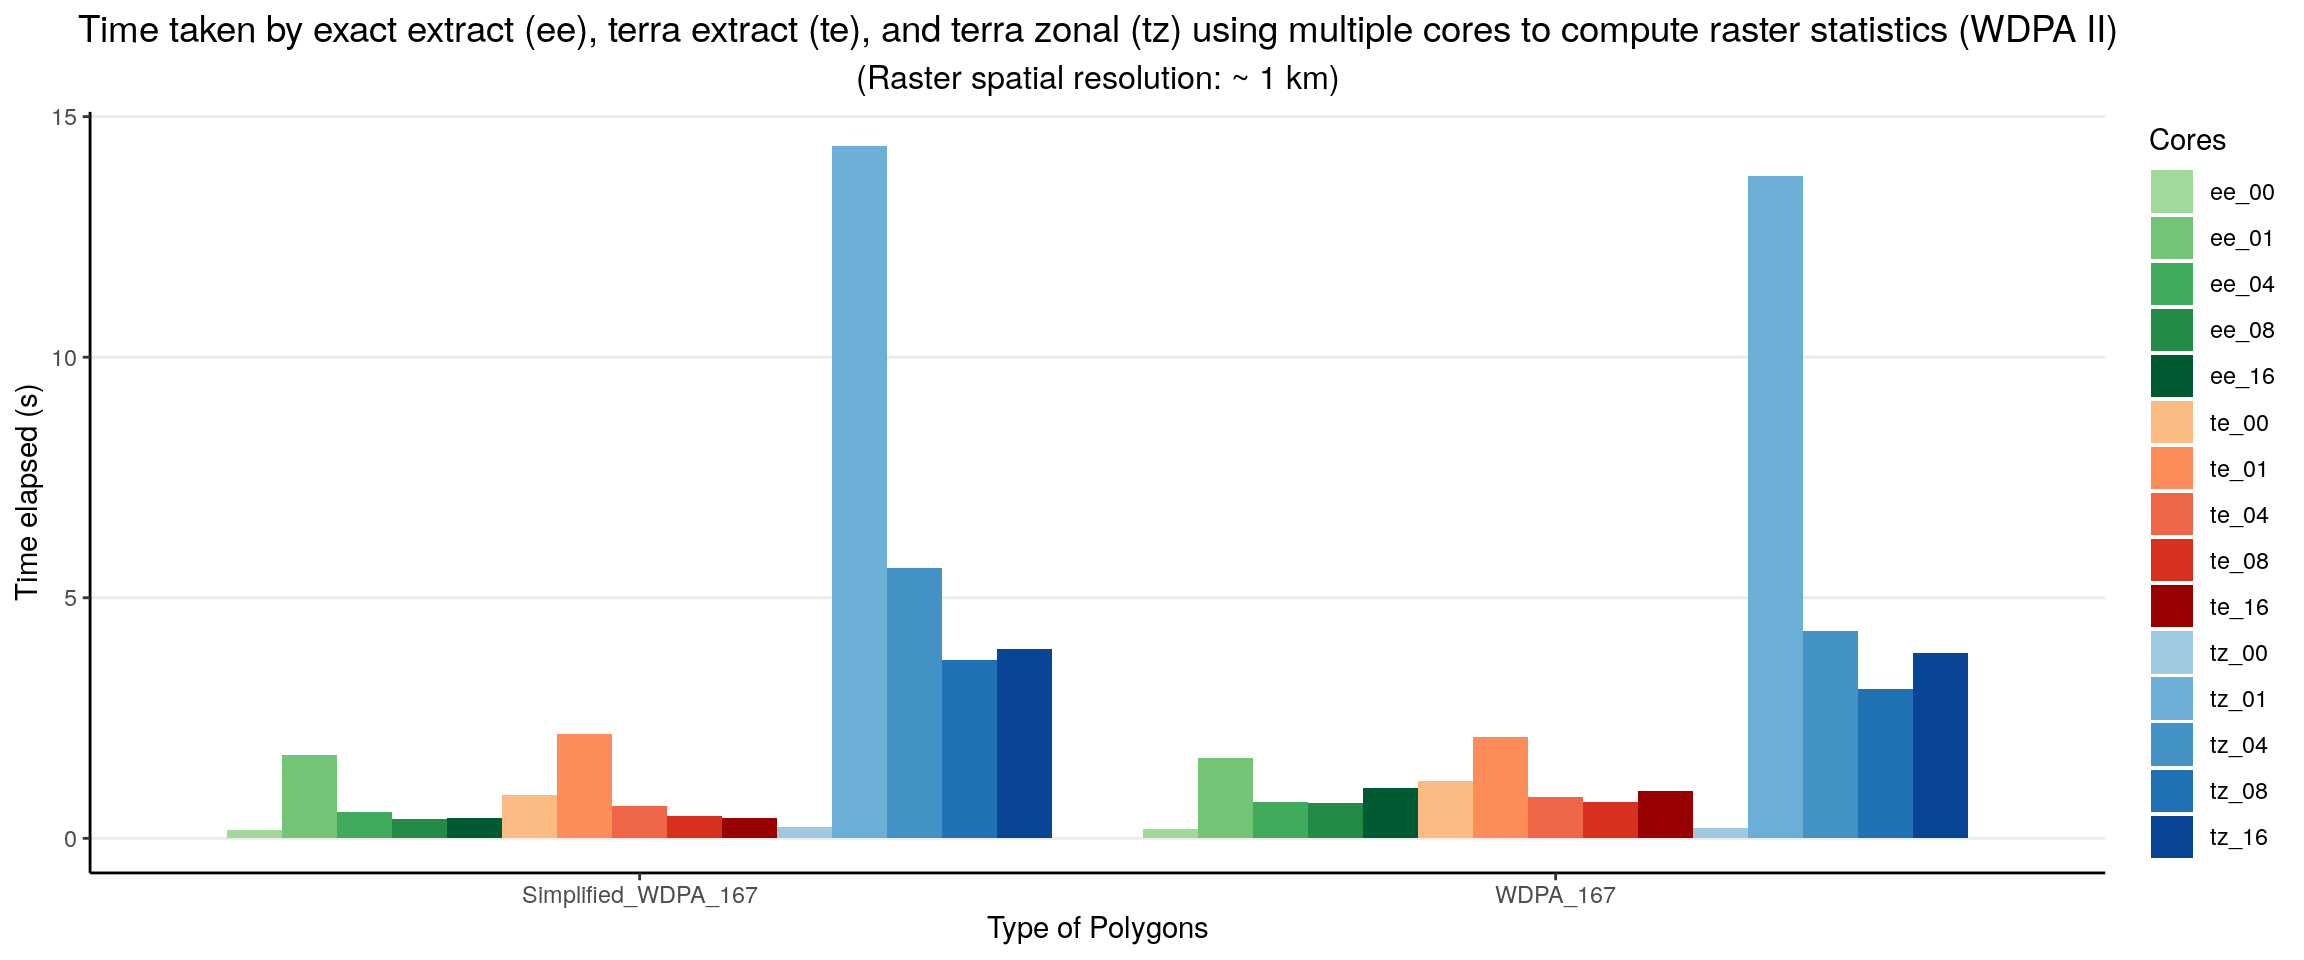 Time taken by exact extract (ee), terra extract (te), and terra zonal (tz) using multiple cores to compute raster statistics (WDPA II)
(Raster spatial resolution: ~ 1 km)
Time elapsed (s)
15
10
5
0
Simplified_WDPA_167
WDPA_167
Type of Polygons
Cores
ee_00
ee_01
ee_04
ee_08
ee_16
te_00
te_01
te_04
te_08
te_16
tz_00
tz_01
tz_04
tz_08
tz_16